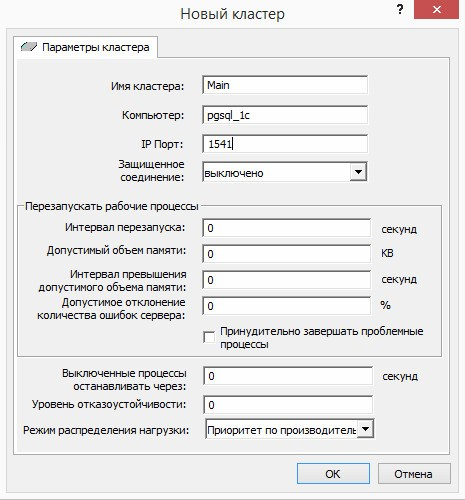 Новый кластер
? ×
Параметры кластера
Имя кластера: Main
Компьютер: pgsql_1c
IP Порт: 1541
Защищенное
соединение: выключено
Перезапускать рабочие процессы
Интервал перезапуска: 0 секунд
Допустимый объем памяти: 0 KB
Интервал превышения
допустимого объема памяти: 0 секунд
Допустимое отклонение
количества ошибок сервера: 0 %
Принудительно завершать проблемные
процессы
Выключенные процессы
останавливать через: 0 секунд
Уровень отказоустойчивости: 0
Режим распределения нагрузки: Приоритет по производитель
ОК Отмена